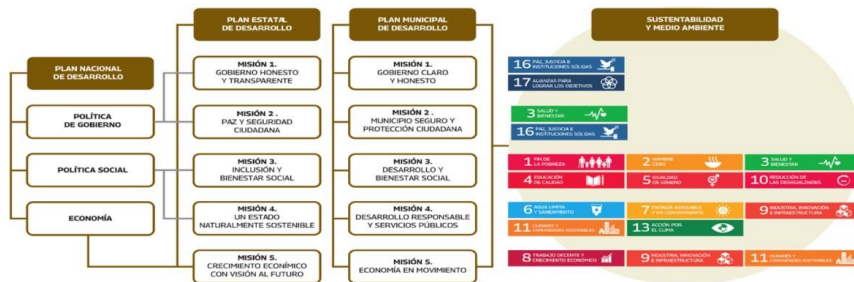 PLAN NACIONAL
DE DESARROLLO
POLÍTICA
DE GOBIERNO
POLÍTICA SOCIAL
ECONOMÍA
PLAN ESTATAL
DE DESARROLLO
MISIÓN 1.
GOBIERNO HONESTO
Y TRANSPARENTE
MISIÓN 2 .
PAZ Y SEGURIDAD
CIUDADANA
MISIÓN 3.
INCLUSIÓN Y
BIENESTAR SOCIAL
MISIÓN 4.
UN ESTADO
NATURALMENTE SOSTENIBLE
MISIÓN 5.
CRECIMIENTO ECONÍMICO
CON VISIÓN AL FUTURO
PLAN MUNICIPAL
DE DESARROLLO
MISIÓN 1.
GOBIERNO CLARO
Y HONESTO
MISIÓN 2 .
MUNICIPIO SEGURO Y
PROTECCIÓN CIUDADANA
MISIÓN 3.
DESARROLLO Y
BIENESTAR SOCIAL
MISIÓN 4.
DESARROLLO RESPONSABLE
Y SERVICIOS PÚBLICOS
MISIÓN 5.
ECONOMÍA EN MOVIMIENTO
SUSTENTABILIDAD
Y MEDIO AMBIENTE
16 PAZ, JUSTICIA E
INSTITUCIONES SÓLIDAS
17 ALIANZAS PARA
LOGRAR LOS OBJETIVOS
3 SALUD Y
BIENESTAR
16 PAZ, JUSTICIA E
INSTITUCIONES SÓLIDAS
1 FIN DE
LA POBREZA
2 HAMBRE
CERO
3 SALUD Y
BIENESTAR
4 EDUCACIÓN
DE CALIDAD
5 IGUALDAD
DE GÉNERO
10 REDUCCIÓN DE
LAS DESIGUALDADES
6 AGUA LIMPIA
Y SANEAMIENTO
7 ENERGÍA ASEQUIBLE
Y NO CONTAMINANTE
9 INDUSTRIA, INNOVACIÓN
E INFRAESTRUCTURA
11 CIUDADES Y
COMUNIDADES SOSTENIBLES
13 ACCIÓN POR
EL CLIMA
8 TRABAJO DECENTE Y
CRECIMIENTO ECONÓMICO
9 INDUSTRIA, INNOVACIÓN
E INFRAESTRUCTURA
11 CIUDADES Y
COMUNIDADES SOSTENIBLES